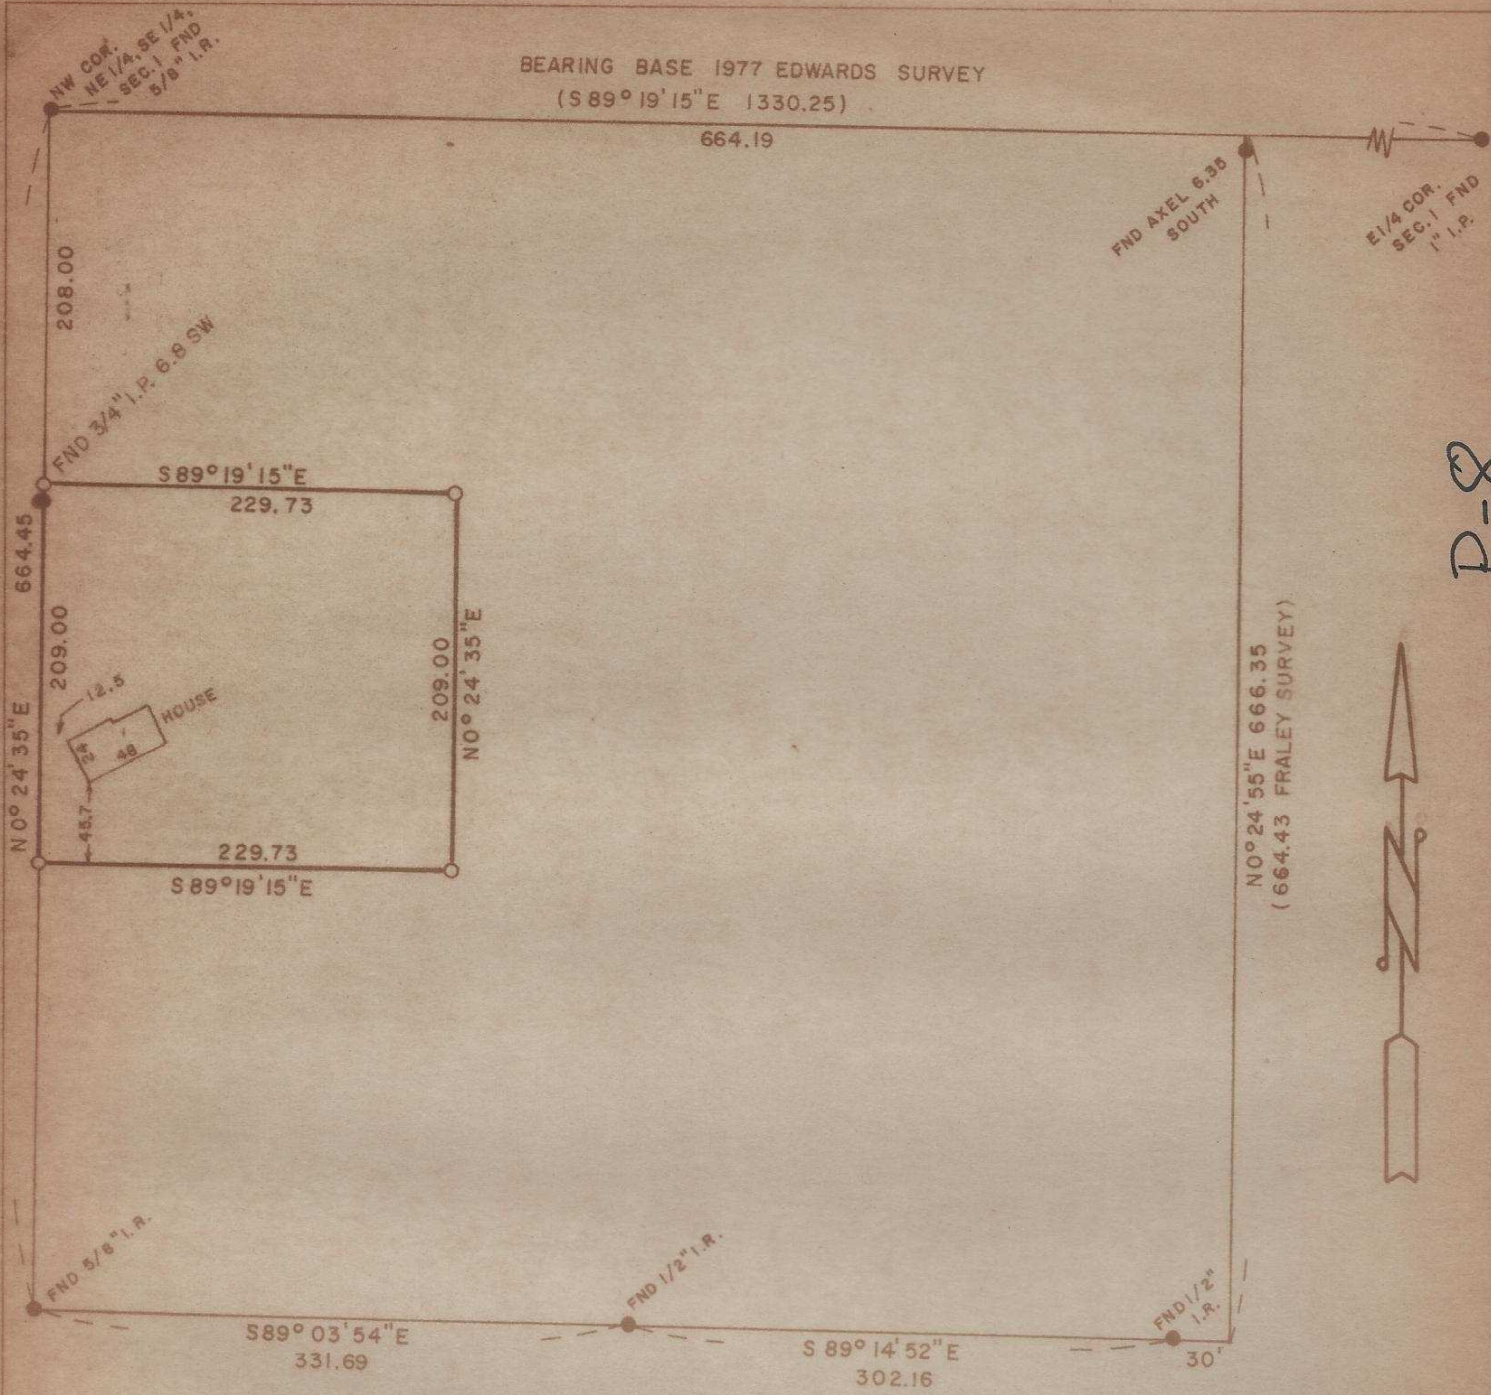 NW COR.
NE 1/4, SE 1/4,
SEC. 1 FND
5/8" I.R.
BEARING BASE 1977 EDWARDS SURVEY
(S 89° 19' 15" E 1330.25)
664.19
FND AXEL 6.35
SOUTH
E 1/4 COR.
SEC. 1 FND
1" I.P.
208.00
FND 3/4" I.P. 6.8 SW
S 89° 19' 15" E
229.73
N 0° 24' 35" E 664.45
209.00
209.00
N 0° 24' 35" E
12.5
HOUSE
24
48
45.7
229.73
S 89° 19' 15" E
N 0° 24' 55" E 666.35
(664.43 FRALEY SURVEY)
N
FND 5/8" I.R.
FND 1/2" I.R.
FND 1/2"
I.R.
S 89° 03' 54" E
331.69
S 89° 14' 52" E
302.16
30'